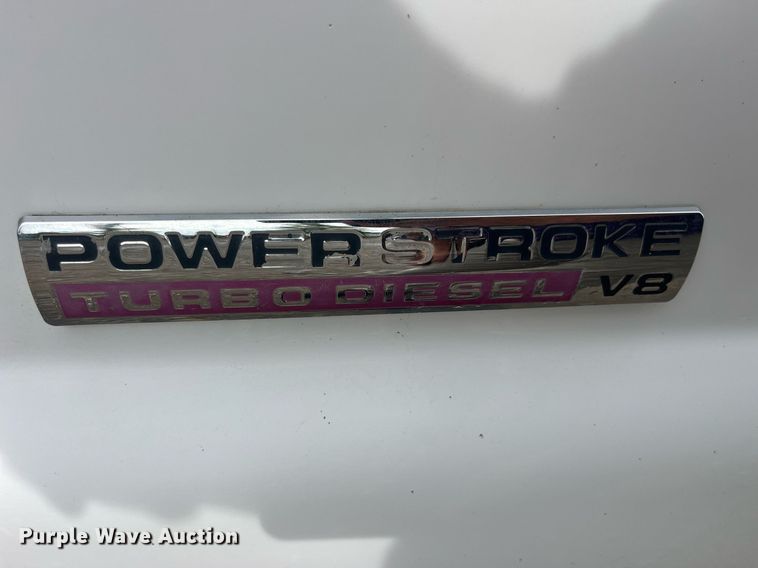 POWER STROKE
TURBO DIESEL V8
Purple Wave Auction